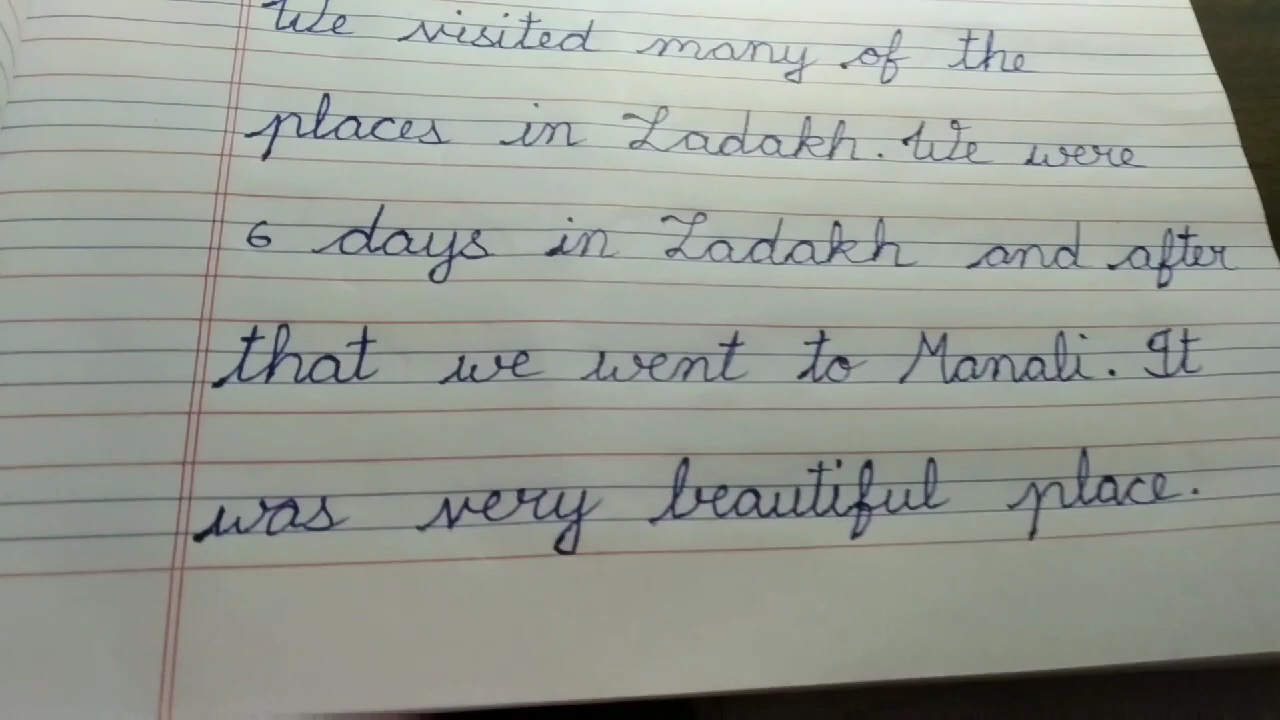 We visited many of the
places in Ladakh. We were
6 days in Ladakh and after
that we went to Manali. It
was very beautiful place.